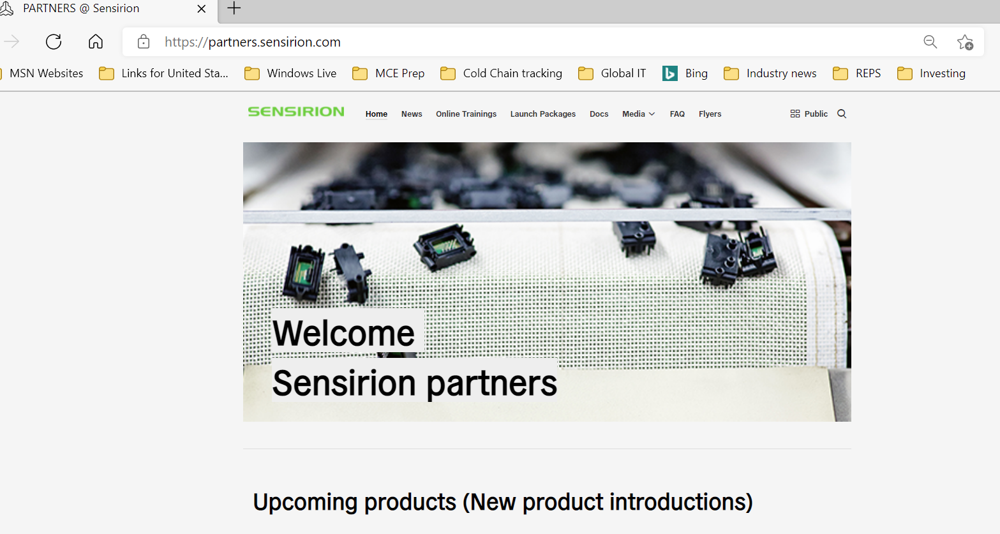 PARTNERS @ Sensirion
https://partners.sensirion.com
MSN Websites Links for United Sta... Windows Live MCE Prep Cold Chain tracking Global IT Bing Industry news REPS Investing
SENSIRION Home News Online Trainings Launch Packages Docs Media FAQ Flyers Public
Welcome
Sensirion partners
Upcoming products (New product introductions)